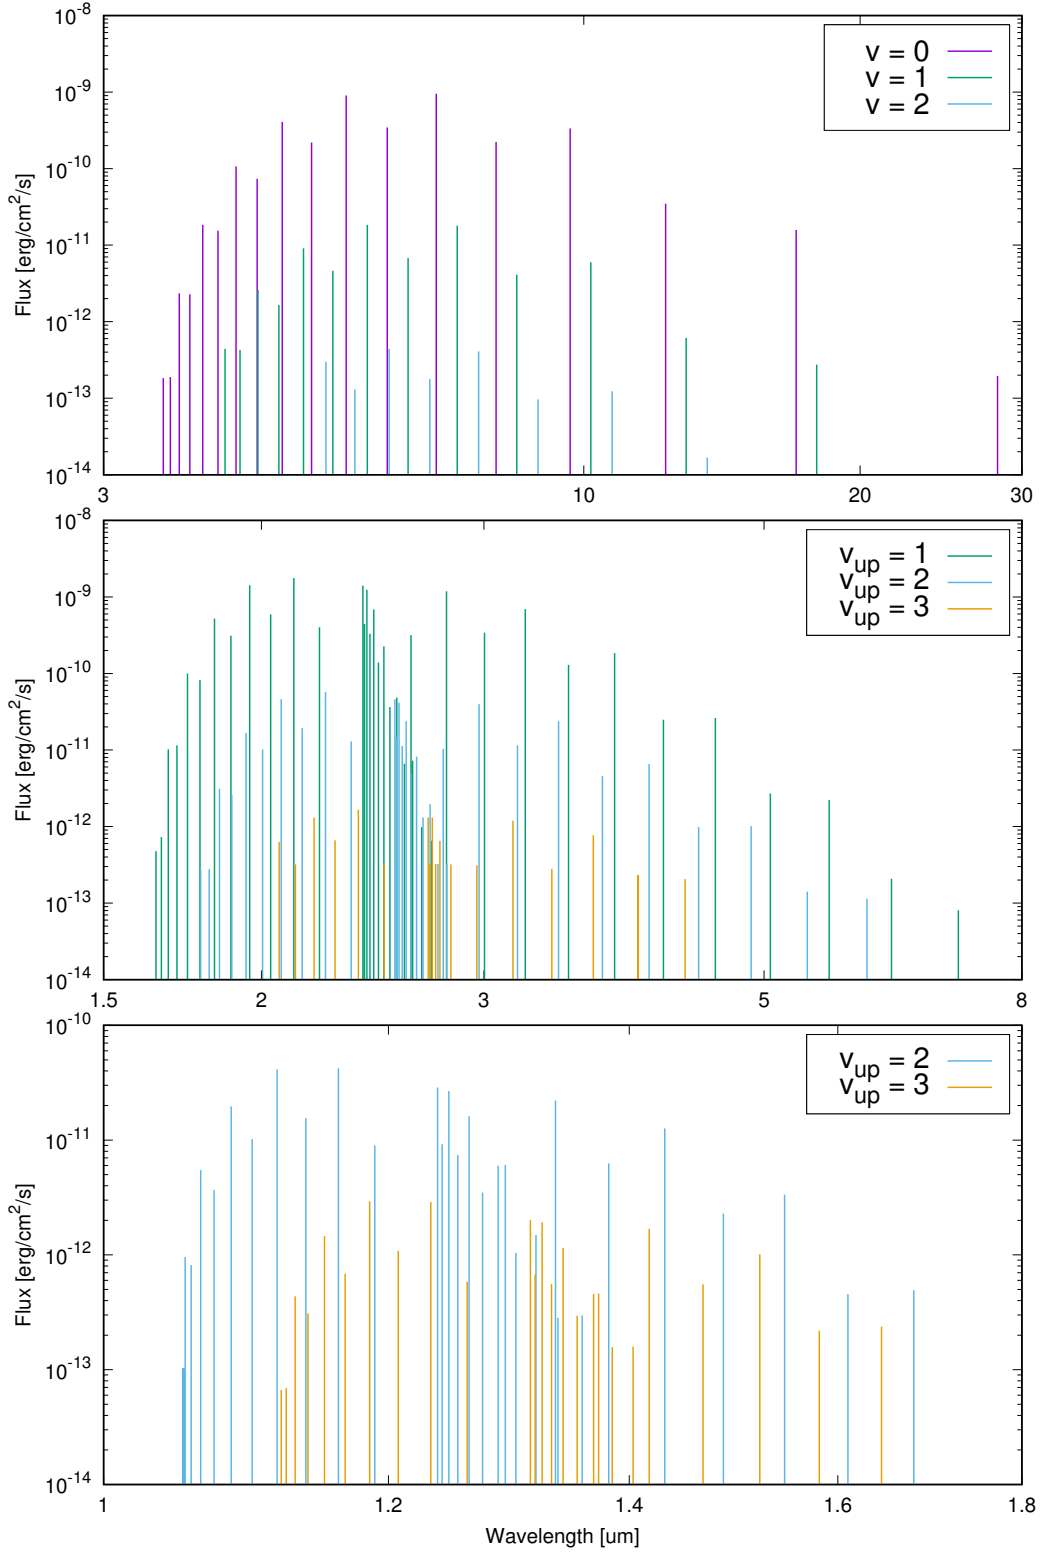 10^-8
10^-9
10^-10
10^-11
10^-12
10^-13
10^-14
Flux [erg/cm^2/s]
v = 0
v = 1
v = 2
3 10 20 30
10^-8
10^-9
10^-10
10^-11
10^-12
10^-13
10^-14
Flux [erg/cm^2/s]
v_up = 1
v_up = 2
v_up = 3
1.5 2 3 5 8
10^-10
10^-11
10^-12
10^-13
10^-14
Flux [erg/cm^2/s]
v_up = 2
v_up = 3
1 1.2 1.4 1.6 1.8
Wavelength [um]